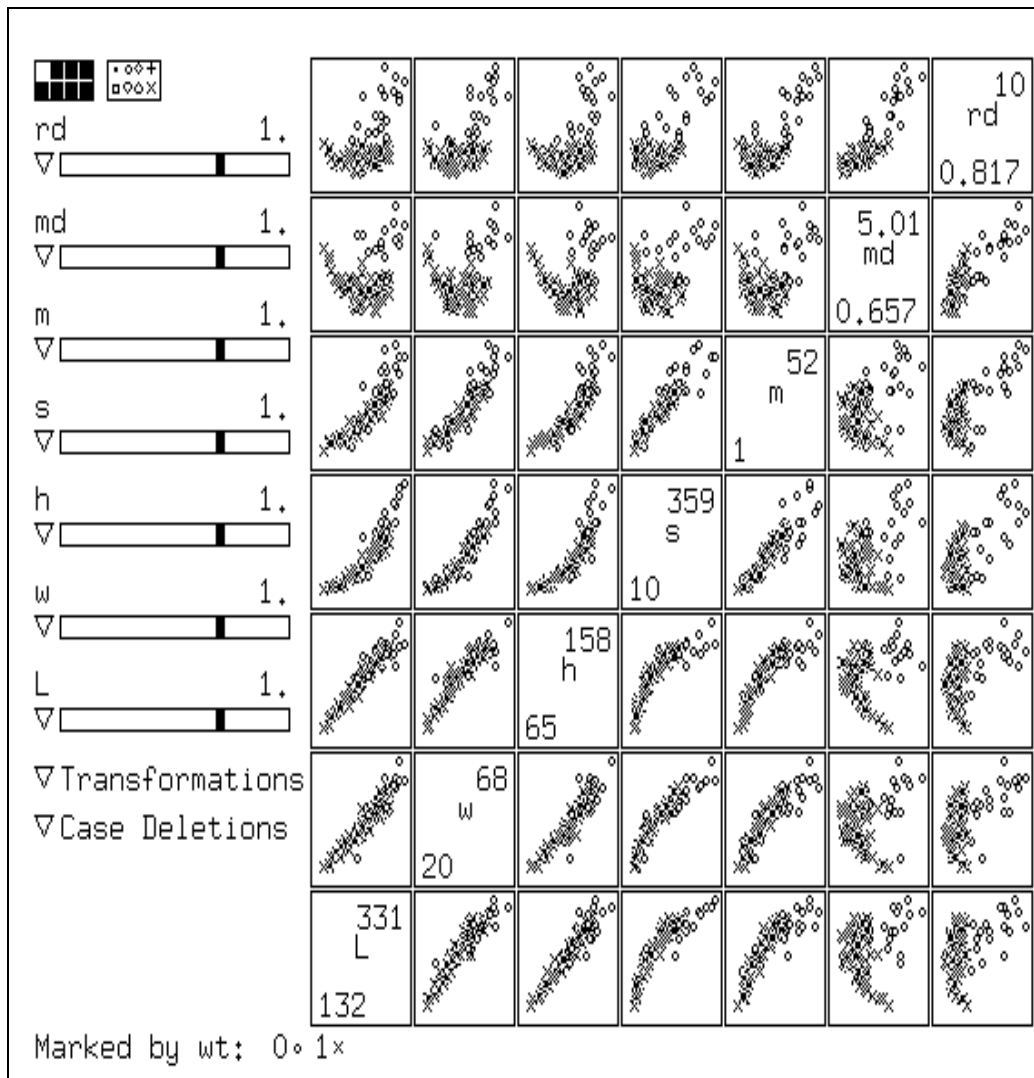 rd 1.
md 1.
m 1.
s 1.
h 1.
w 1.
L 1.
Transformations
Case Deletions
10
rd
0.817
5.01
md
0.657
52
m
1
359
s
10
158
h
65
68
w
20
331
L
132
Marked by wt: 0∘ 1×